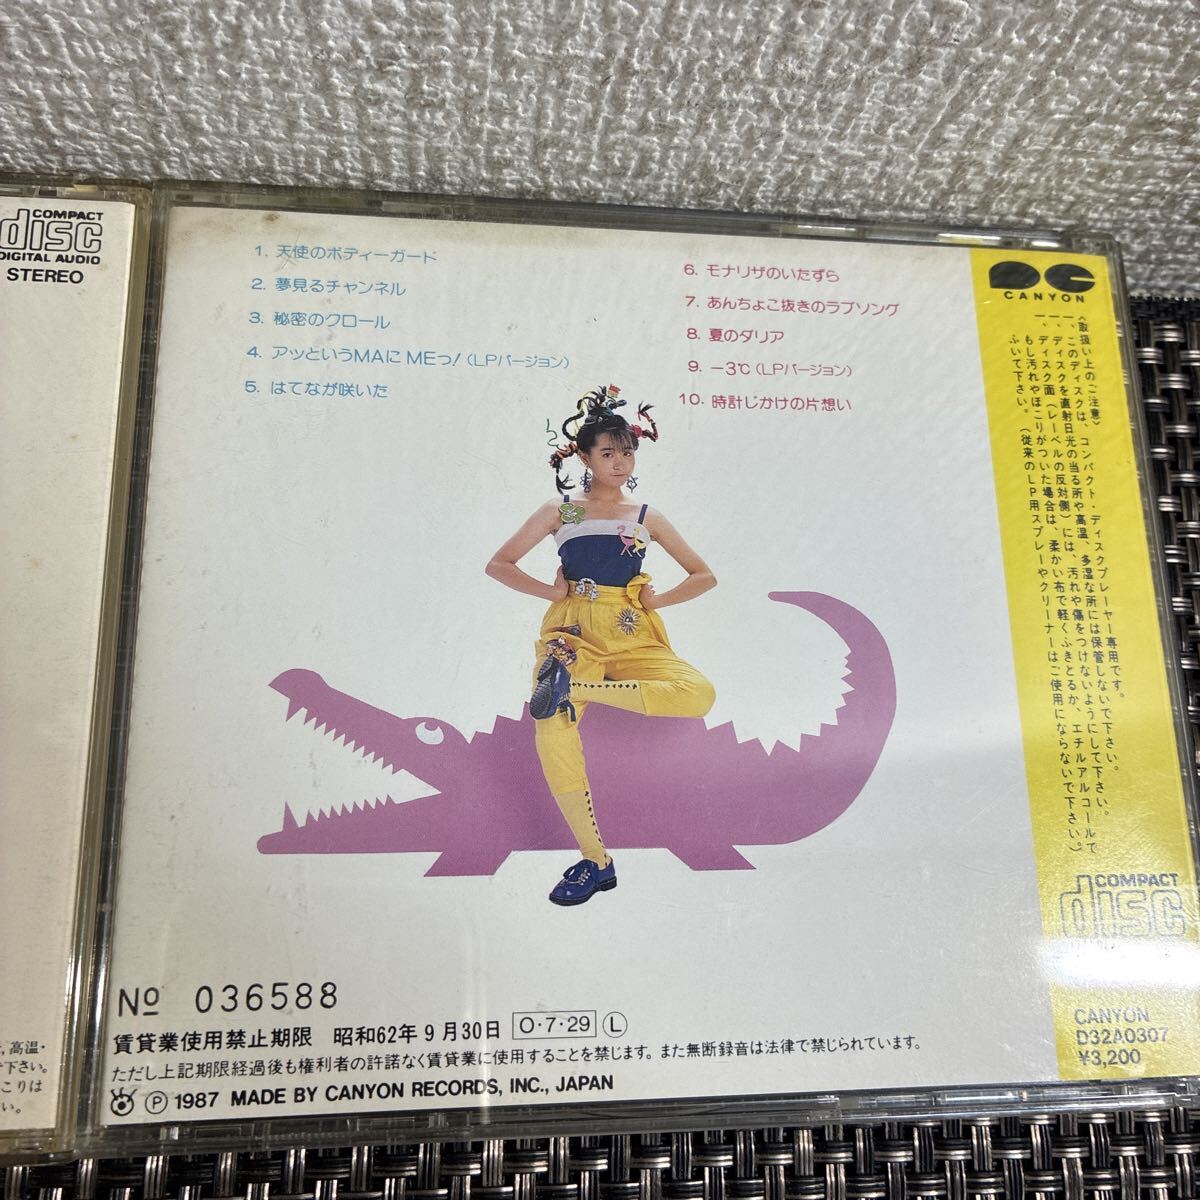 COMPACT
disc
DIGITAL AUDIO
STEREO
1. 天使のボディーガード
2. 夢見るチャンネル
3. 秘密のクロール
4. アッというMAに MEっ!（LPバージョン）
5. はてなが咲いた
6. モナリザのいたずら
7. あんちょこ抜きのラブソング
8. 夏のダリア
9. −3℃（LPバージョン）
10. 時計じかけの片想い
CANYON
〈取扱い上のご注意〉
一、このディスクは、コンパクト・ディスクプレーヤー専用です。
一、ディスクを直射日光の当る所や高温、多湿な所には保管しないで下さい。
一、ディスク面（レーベルの反対側）には、汚れや傷をつけないようにして下さい。
もし汚れやほこりがついた場合は、柔かい布で軽くふきとるか、エチルアルコールで
ふいて下さい。（従来のLP用スプレーやクリーナーはご使用にならないで下さい。）
COMPACT
disc
CANYON
D32A0307
¥3,200
№ 036588
賃貸業使用禁止期限 昭和62年9月30日 O・7・29 L
ただし上記期限経過後も権利者の許諾なく賃貸業に使用することを禁じます。また無断録音は法律で禁じられています。
Ⓟ 1987 MADE BY CANYON RECORDS, INC., JAPAN
高温・
下さい。
こりは
い。